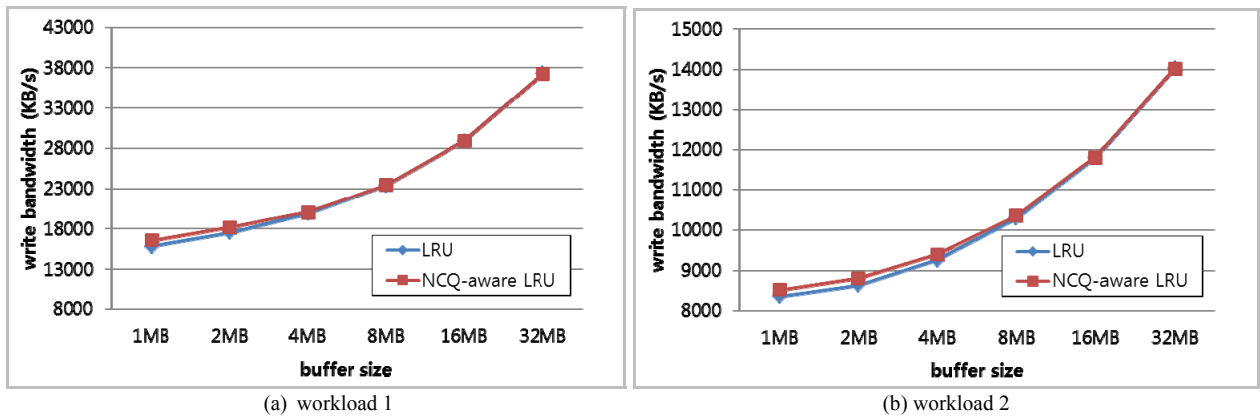 43000
38000
33000
28000
23000
18000
13000
8000
write bandwidth (KB/s)
LRU
NCQ-aware LRU
1MB 2MB 4MB 8MB 16MB 32MB
buffer size
(a) workload 1
15000
14000
13000
12000
11000
10000
9000
8000
write bandwidth (KB/s)
LRU
NCQ-aware LRU
1MB 2MB 4MB 8MB 16MB 32MB
buffer size
(b) workload 2